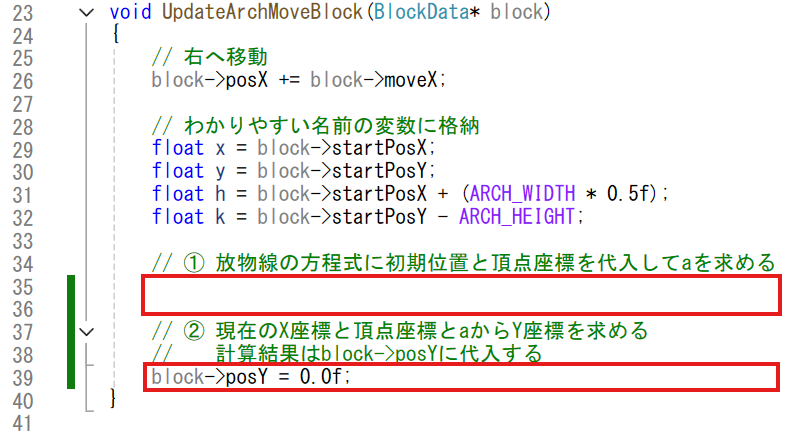 23 void UpdateArchMoveBlock(BlockData* block)
24 {
25 // 右へ移動
26 block->posX += block->moveX;
27
28 // わかりやすい名前の変数に格納
29 float x = block->startPosX;
30 float y = block->startPosY;
31 float h = block->startPosX + (ARCH_WIDTH * 0.5f);
32 float k = block->startPosY - ARCH_HEIGHT;
33
34 // ① 放物線の方程式に初期位置と頂点座標を代入してaを求める
35
36
37 // ② 現在のX座標と頂点座標とaからY座標を求める
38 // 計算結果はblock->posYに代入する
39 block->posY = 0.0f;
40 }
41